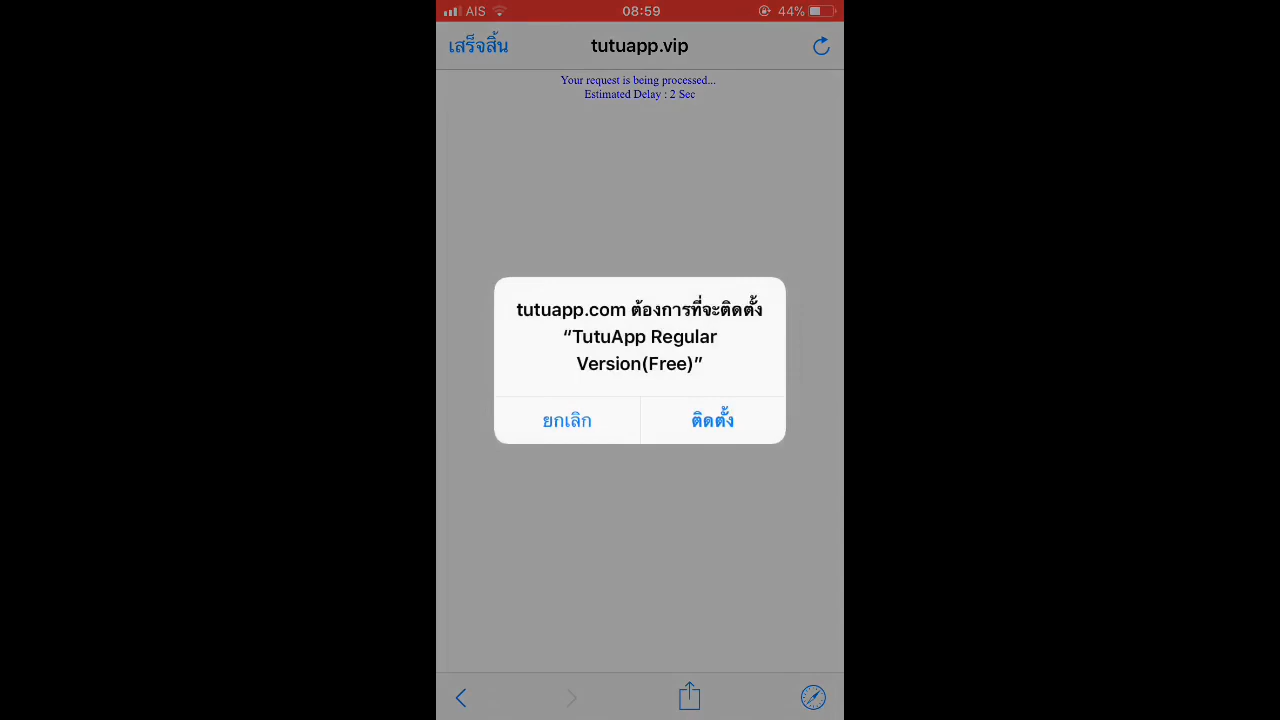 AIS 08:59 44%
เสร็จสิ้น tutuapp.vip
Your request is being processed...
Estimated Delay : 2 Sec
tutuapp.com ต้องการที่จะติดตั้ง
“TutuApp Regular
Version(Free)”
ยกเลิก ติดตั้ง